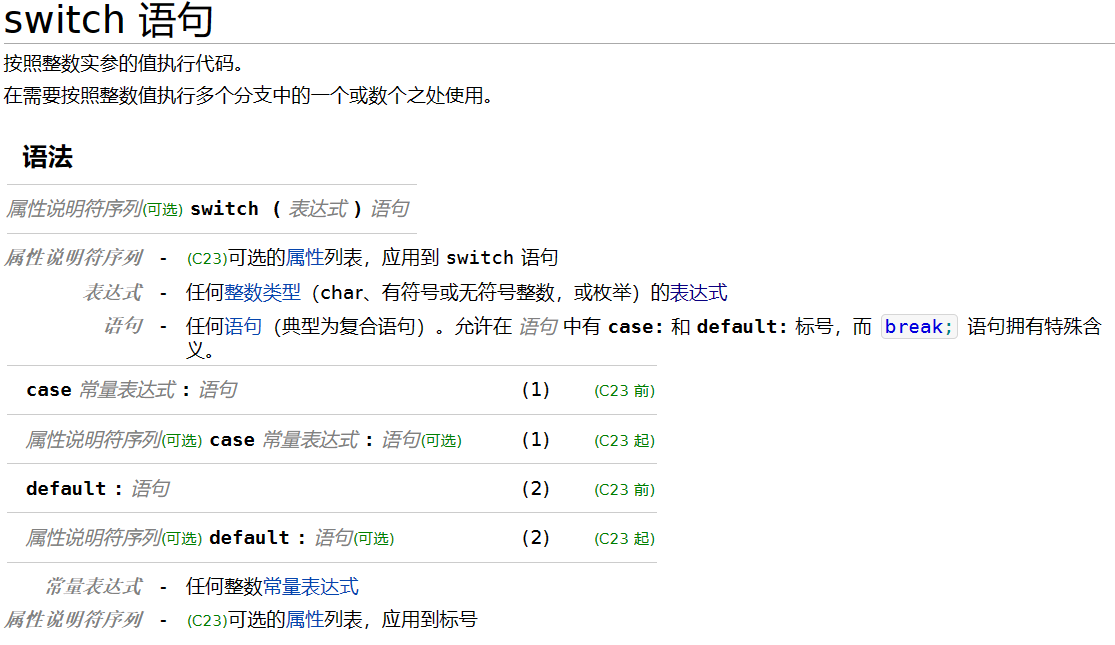 switch 语句
按照整数实参的值执行代码。
在需要按照整数值执行多个分支中的一个或数个之处使用。
语法
属性说明符序列(可选) switch ( 表达式 ) 语句
属性说明符序列 - (C23)可选的属性列表，应用到 switch 语句
表达式 - 任何整数类型（char、有符号或无符号整数，或枚举）的表达式
语句 - 任何语句（典型为复合语句）。允许在 语句 中有 case: 和 default: 标号，而 break; 语句拥有特殊含
义。
case 常量表达式 : 语句 (1) (C23 前)
属性说明符序列(可选) case 常量表达式 : 语句(可选) (1) (C23 起)
default : 语句 (2) (C23 前)
属性说明符序列(可选) default : 语句(可选) (2) (C23 起)
常量表达式 - 任何整数常量表达式
属性说明符序列 - (C23)可选的属性列表，应用到标号